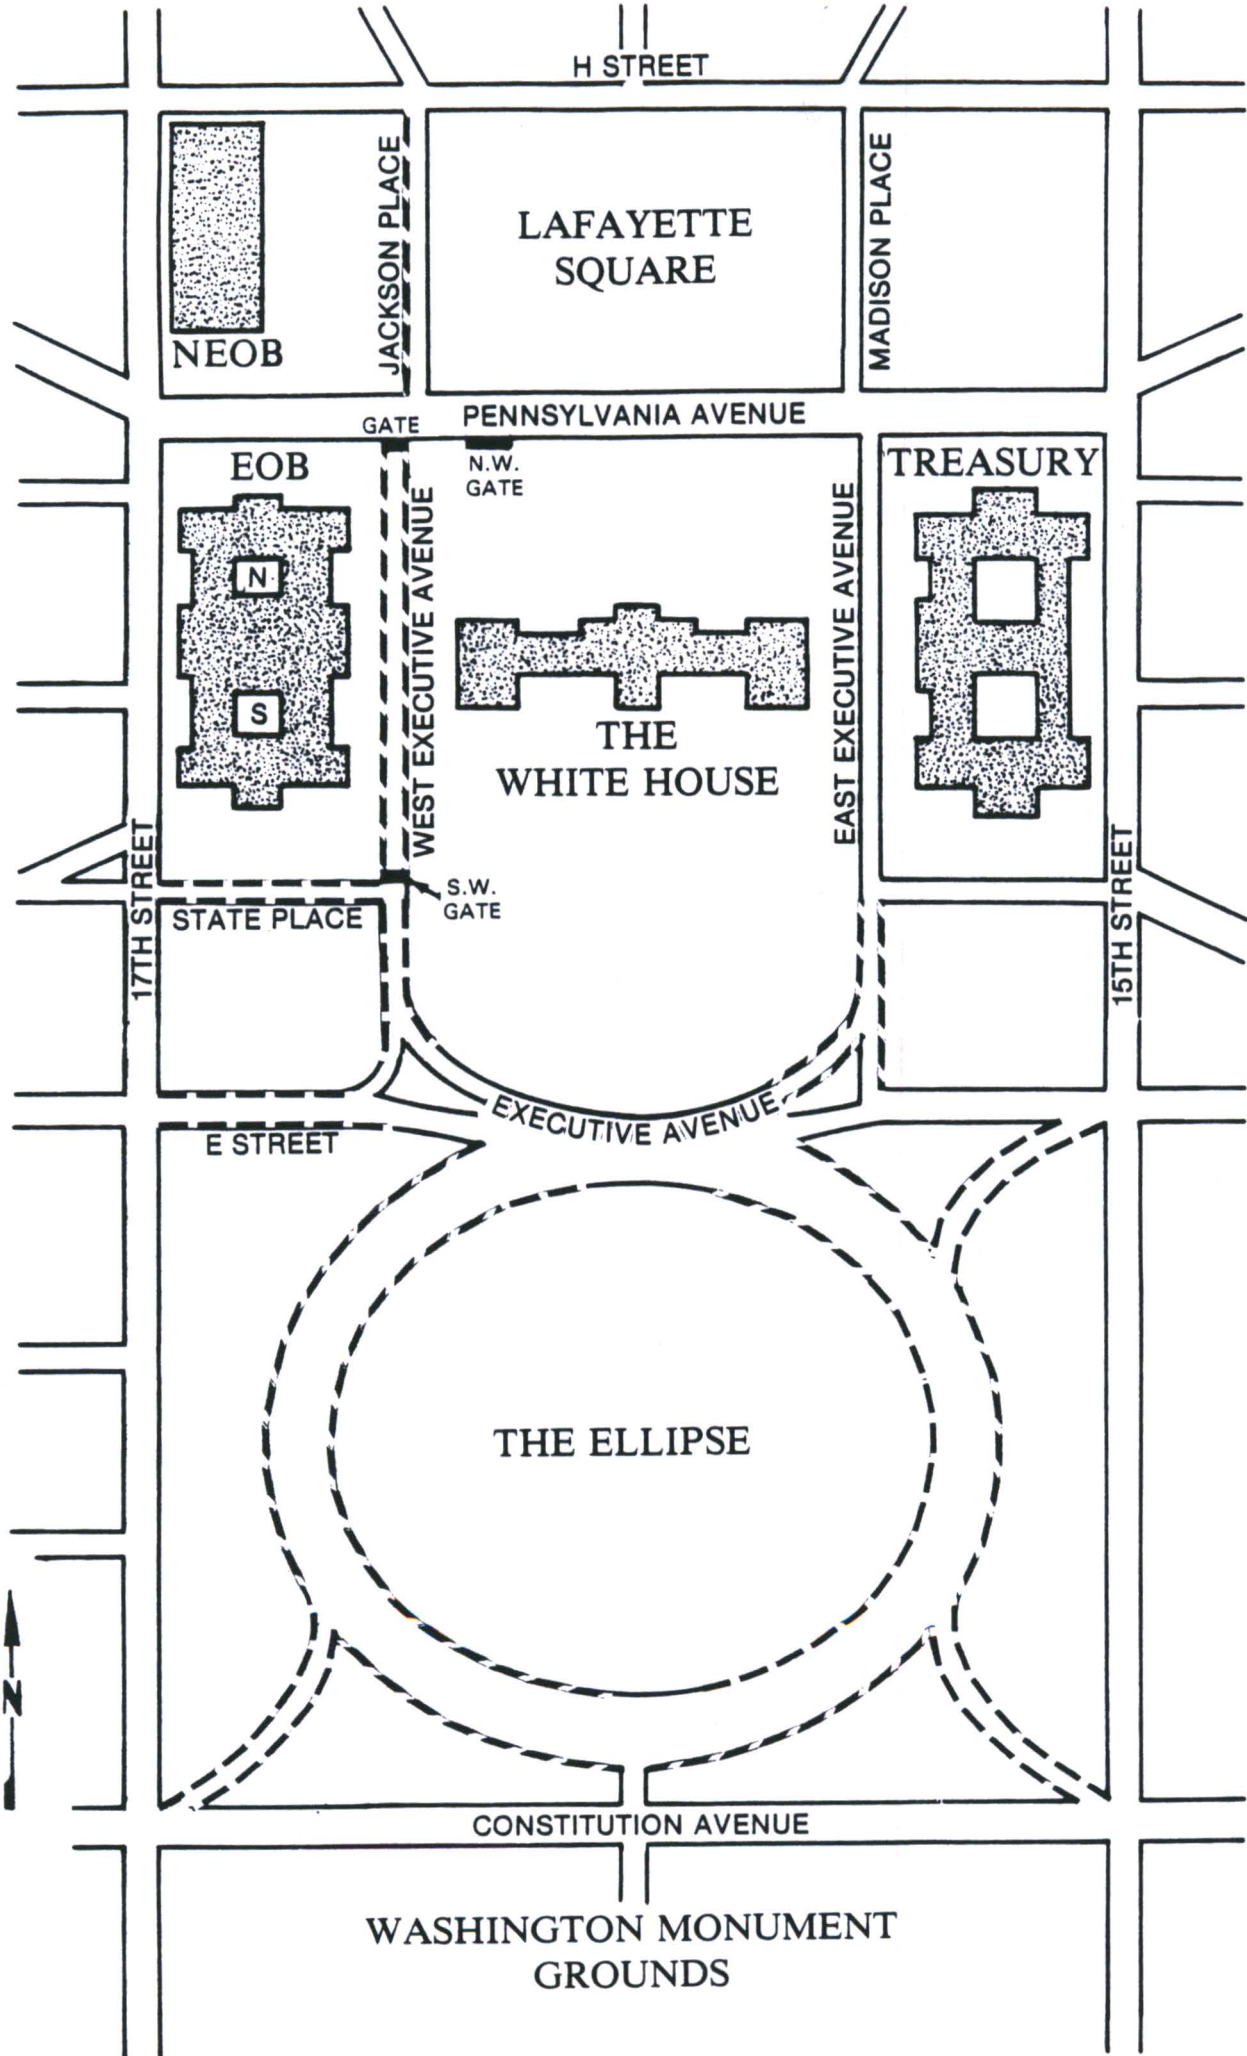 H STREET
JACKSON PLACE
LAFAYETTE
SQUARE
MADISON PLACE
NEOB
PENNSYLVANIA AVENUE
GATE
N.W.
GATE
EOB
TREASURY
N
S
WEST EXECUTIVE AVENUE
EAST EXECUTIVE AVENUE
THE
WHITE HOUSE
S.W.
GATE
17TH STREET
STATE PLACE
15TH STREET
EXECUTIVE AVENUE
E STREET
THE ELLIPSE
N
CONSTITUTION AVENUE
WASHINGTON MONUMENT
GROUNDS